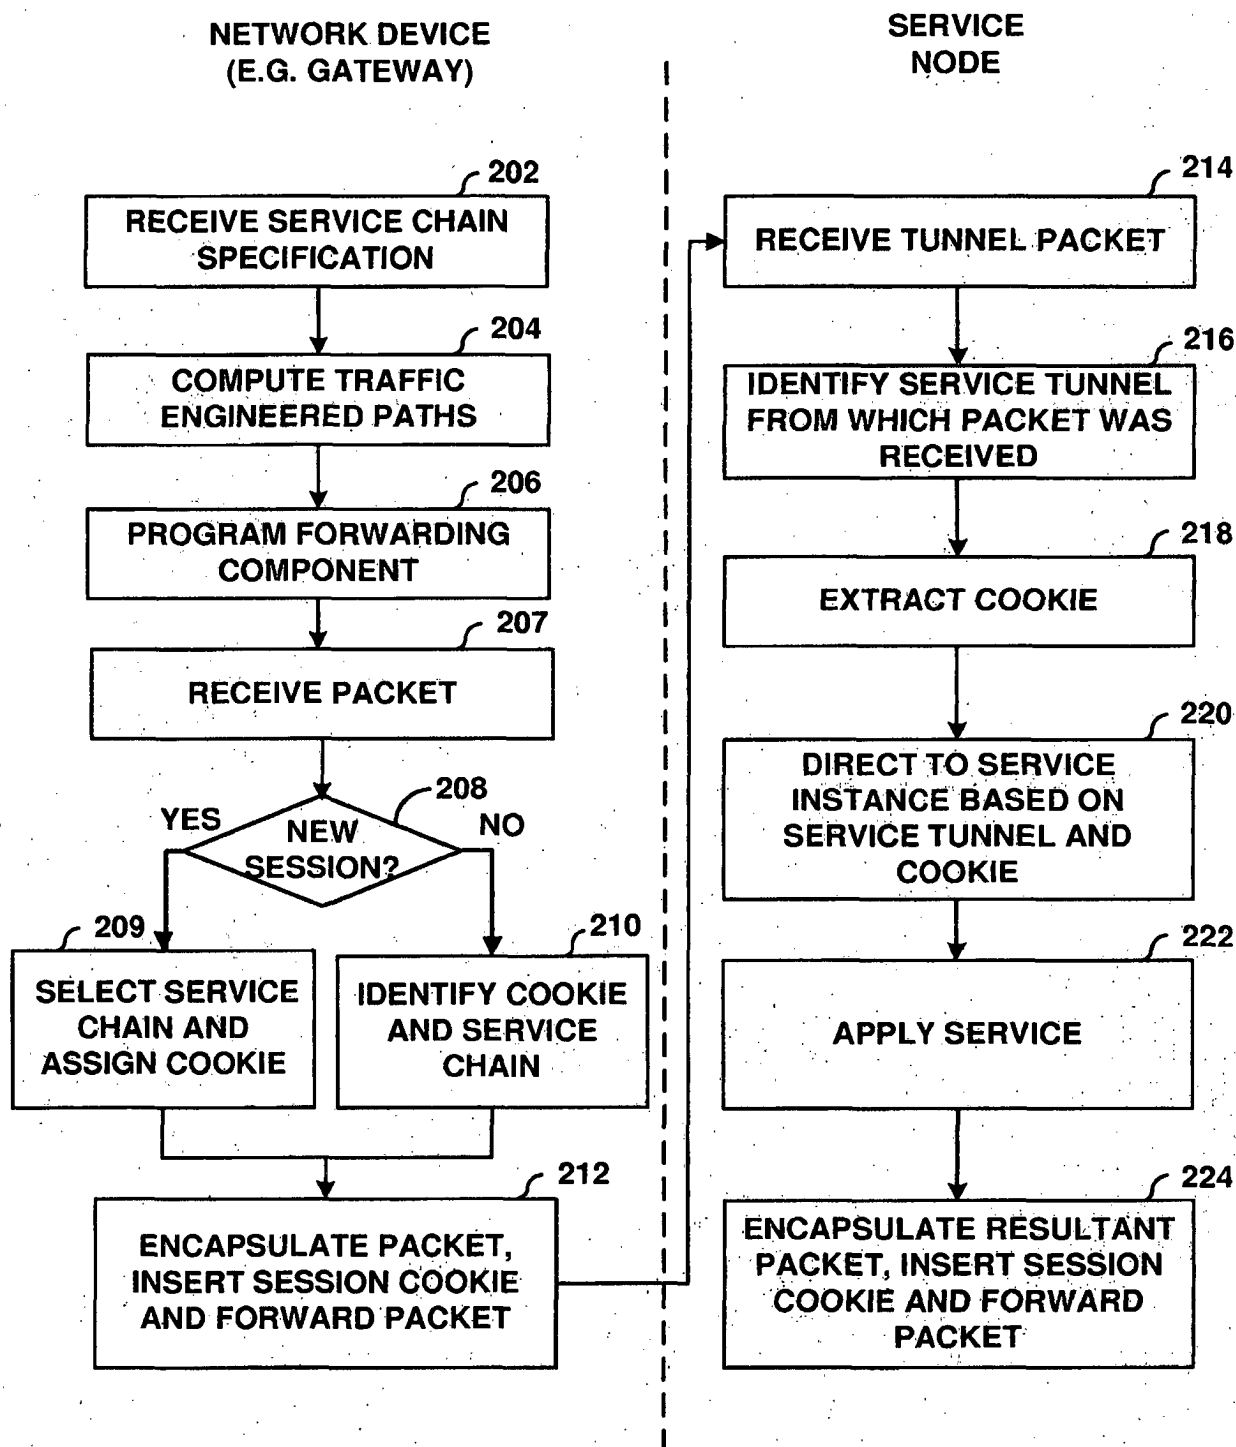 NETWORK DEVICE
(E.G. GATEWAY)
202
RECEIVE SERVICE CHAIN
SPECIFICATION
204
COMPUTE TRAFFIC
ENGINEERED PATHS
206
PROGRAM FORWARDING
COMPONENT
207
RECEIVE PACKET
208
YES
NEW
SESSION?
NO
209
SELECT SERVICE
CHAIN AND
ASSIGN COOKIE
210
IDENTIFY COOKIE
AND SERVICE
CHAIN
212
ENCAPSULATE PACKET,
INSERT SESSION COOKIE
AND FORWARD PACKET
SERVICE
NODE
214
RECEIVE TUNNEL PACKET
216
IDENTIFY SERVICE TUNNEL
FROM WHICH PACKET WAS
RECEIVED
218
EXTRACT COOKIE
220
DIRECT TO SERVICE
INSTANCE BASED ON
SERVICE TUNNEL AND
COOKIE
222
APPLY SERVICE
224
ENCAPSULATE RESULTANT
PACKET, INSERT SESSION
COOKIE AND FORWARD
PACKET